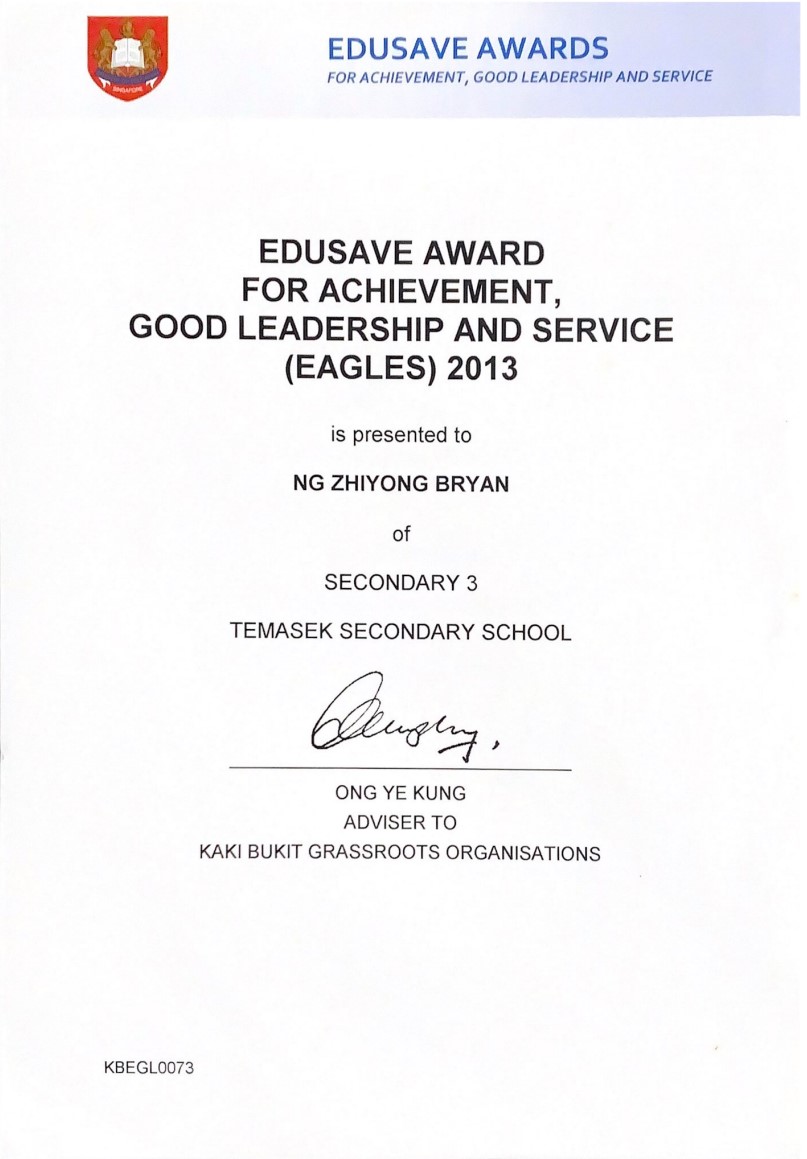 SINGAPORE
EDUSAVE AWARDS
FOR ACHIEVEMENT, GOOD LEADERSHIP AND SERVICE
EDUSAVE AWARD
FOR ACHIEVEMENT,
GOOD LEADERSHIP AND SERVICE
(EAGLES) 2013
is presented to
NG ZHIYONG BRYAN
of
SECONDARY 3
TEMASEK SECONDARY SCHOOL
ONG YE KUNG
ADVISER TO
KAKI BUKIT GRASSROOTS ORGANISATIONS
KBEGL0073